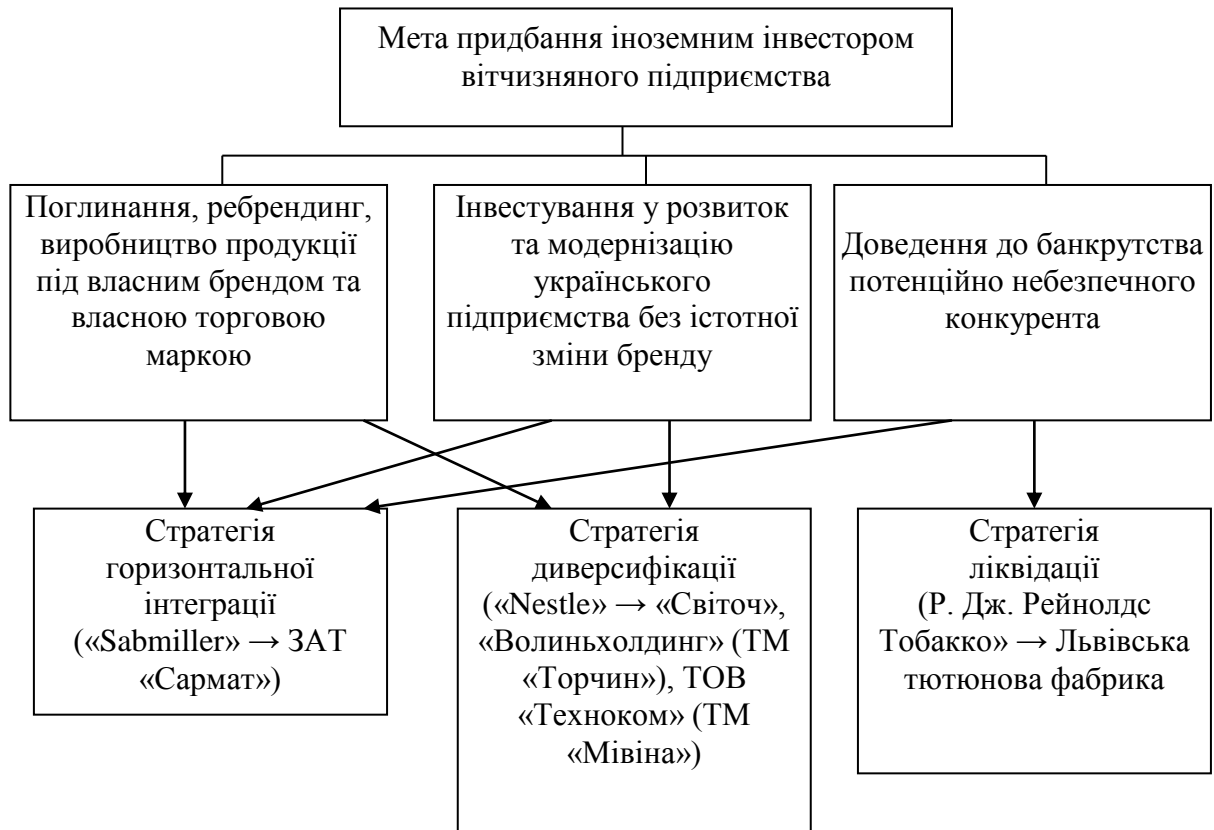 Мета придбання іноземним інвестором
вітчизняного підприємства
Поглинання, ребрендинг,
виробництво продукції
під власним брендом та
власною торговою
маркою
Інвестування у розвиток
та модернізацію
українського
підприємства без істотної
зміни бренду
Доведення до банкрутства
потенційно небезпечного
конкурента
Стратегія
горизонтальної
інтеграції
(«Sabmiller» → ЗАТ
«Сармат»)
Стратегія
диверсифікації
(«Nestle» → «Світоч»,
«Волиньхолдинг» (ТМ
«Торчин»), ТОВ
«Техноком» (ТМ
«Мівіна»)
Стратегія
ліквідації
(Р. Дж. Рейнолдс
Тобакко» → Львівська
тютюнова фабрика